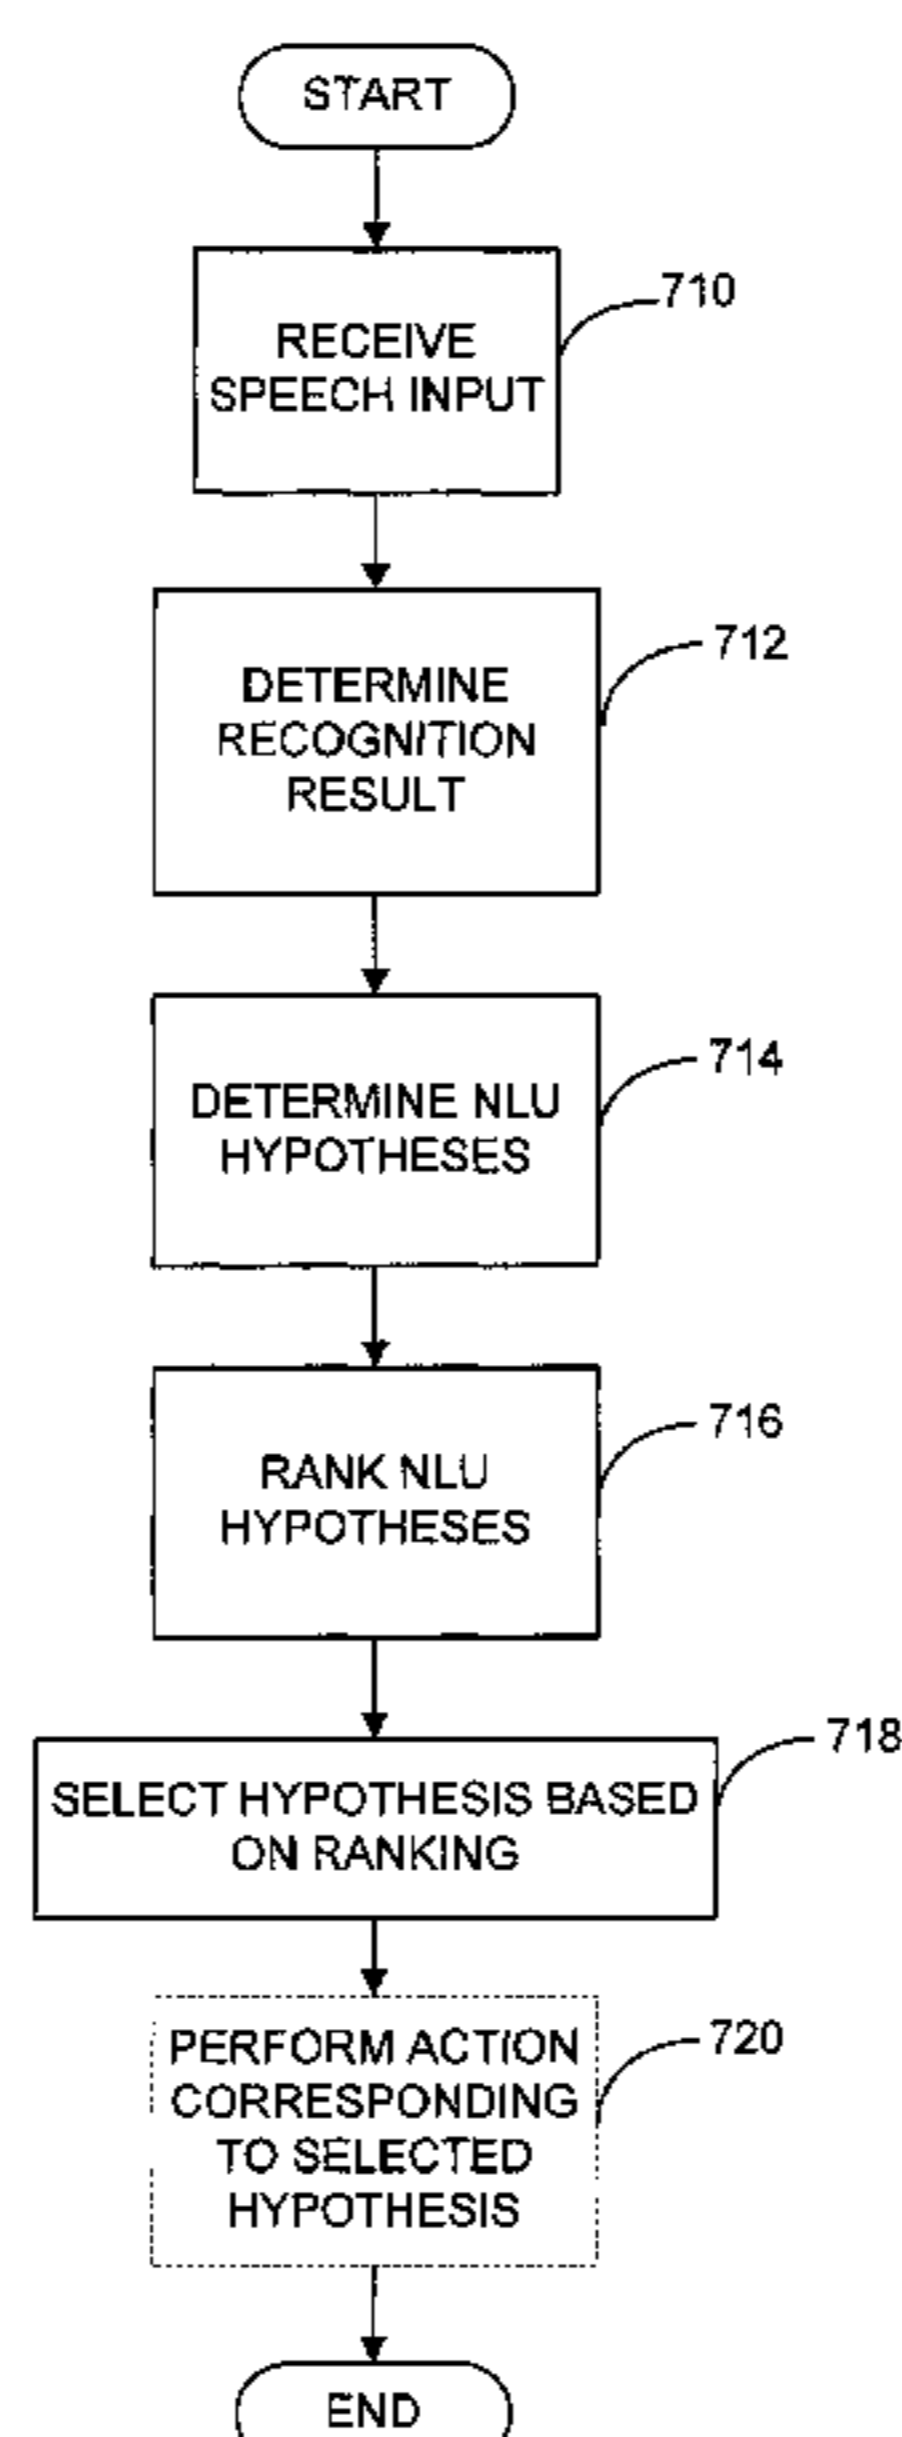 START
710
RECEIVE
SPEECH INPUT
712
DETERMINE
RECOGNITION
RESULT
714
DETERMINE NLU
HYPOTHESES
716
RANK NLU
HYPOTHESES
718
SELECT HYPOTHESIS BASED
ON RANKING
720
PERFORM ACTION
CORRESPONDING
TO SELECTED
HYPOTHESIS
END